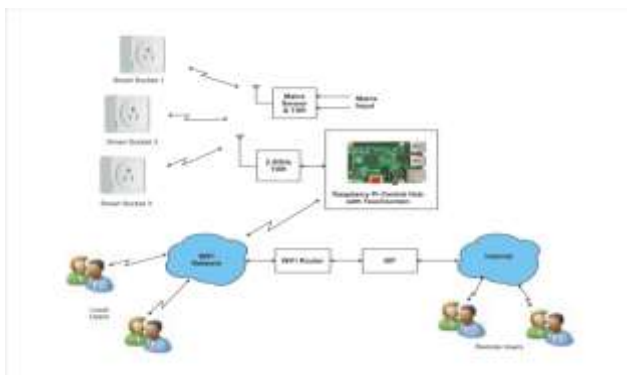 Smart Socket 1
Mains
Sensor
& TXR
Mains
Input
Smart Socket 2
2.4GHz
TXR
Smart Socket 3
Raspberry Pi Control Hub
with Touchscreen
WiFi
Network
WiFi Router
ISP
Internet
Local
Users
Remote Users